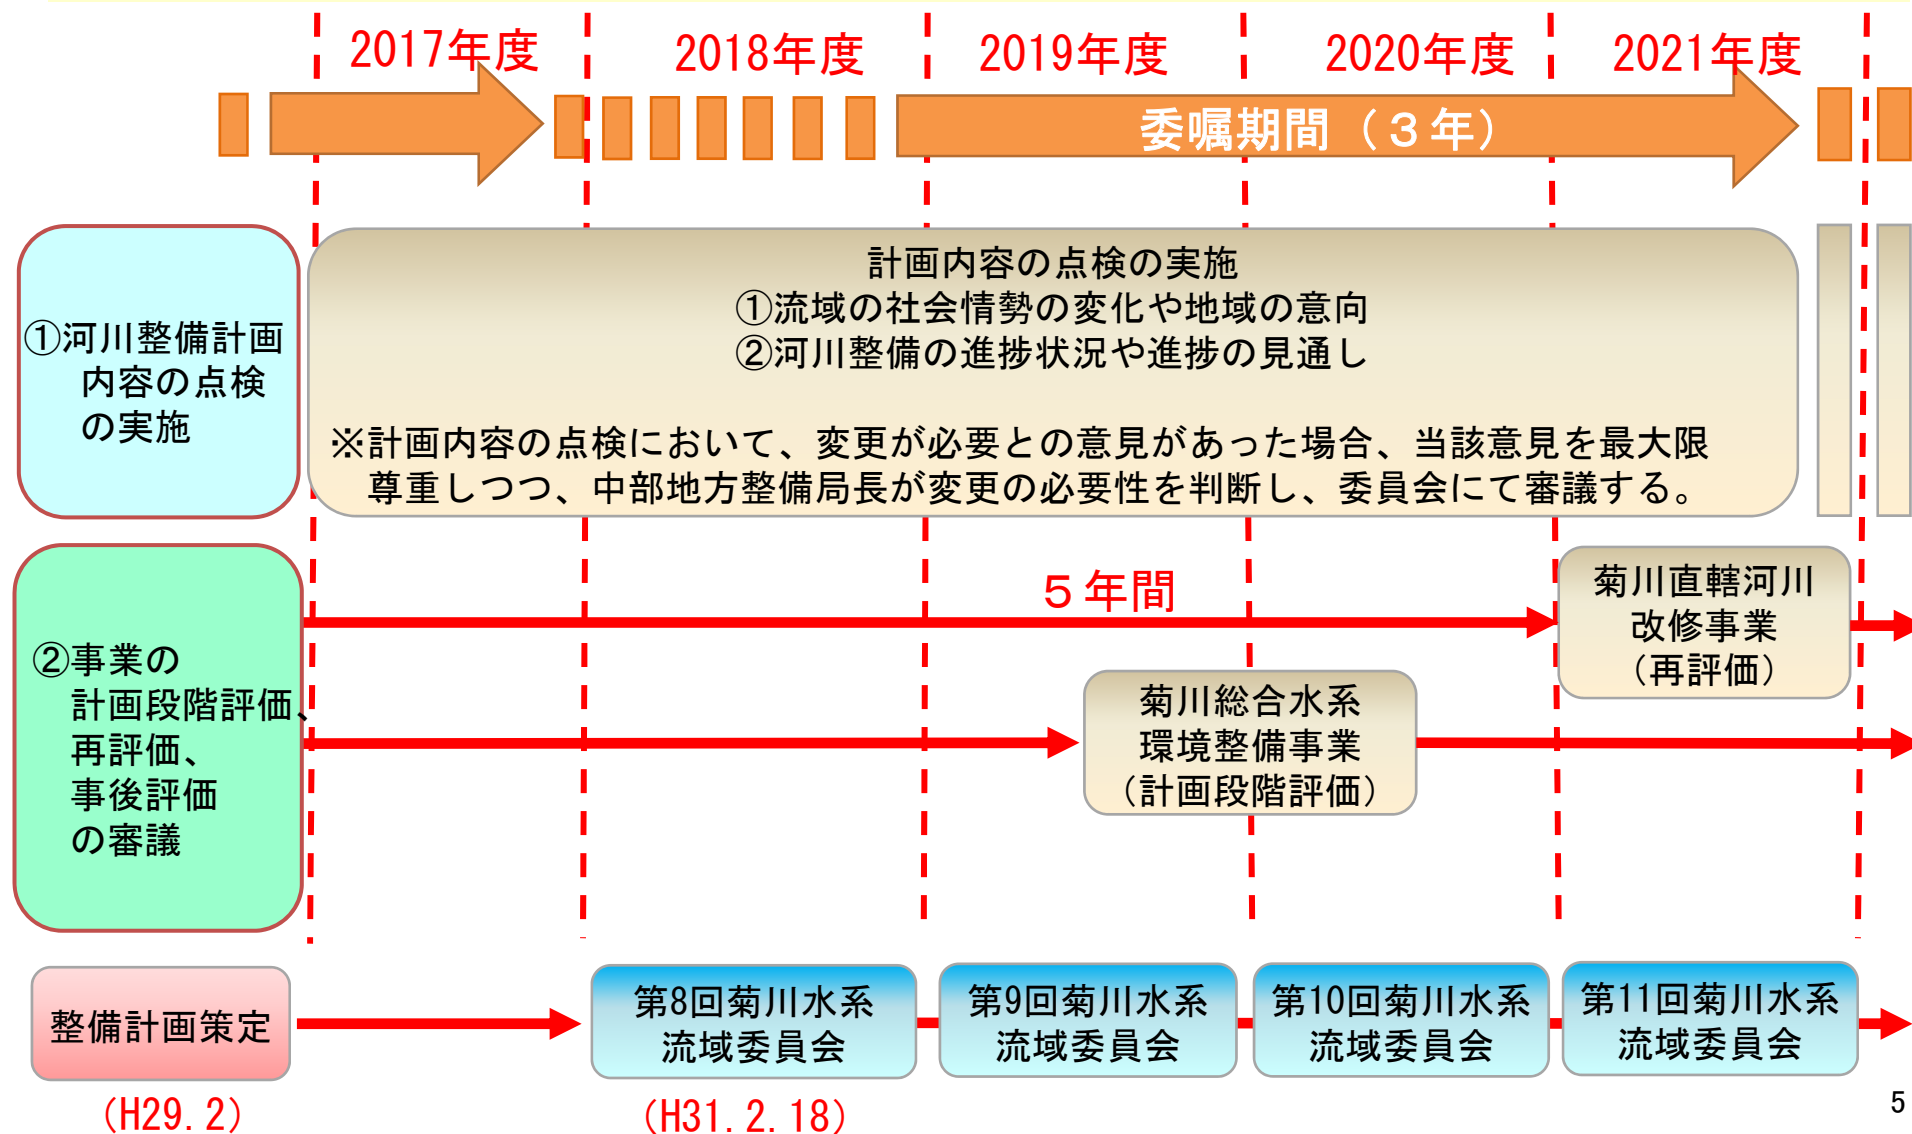 2017年度
2018年度
2019年度
2020年度
2021年度
委嘱期間（３年）
①河川整備計画
内容の点検
の実施
計画内容の点検の実施
①流域の社会情勢の変化や地域の意向
②河川整備の進捗状況や進捗の見通し
※計画内容の点検において、変更が必要との意見があった場合、当該意見を最大限
尊重しつつ、中部地方整備局長が変更の必要性を判断し、委員会にて審議する。
②事業の
計画段階評価、
再評価、
事後評価
の審議
５年間
菊川直轄河川
改修事業
（再評価）
菊川総合水系
環境整備事業
（計画段階評価）
整備計画策定
（H29.2）
第8回菊川水系
流域委員会
（H31.2.18）
第9回菊川水系
流域委員会
第10回菊川水系
流域委員会
第11回菊川水系
流域委員会
5